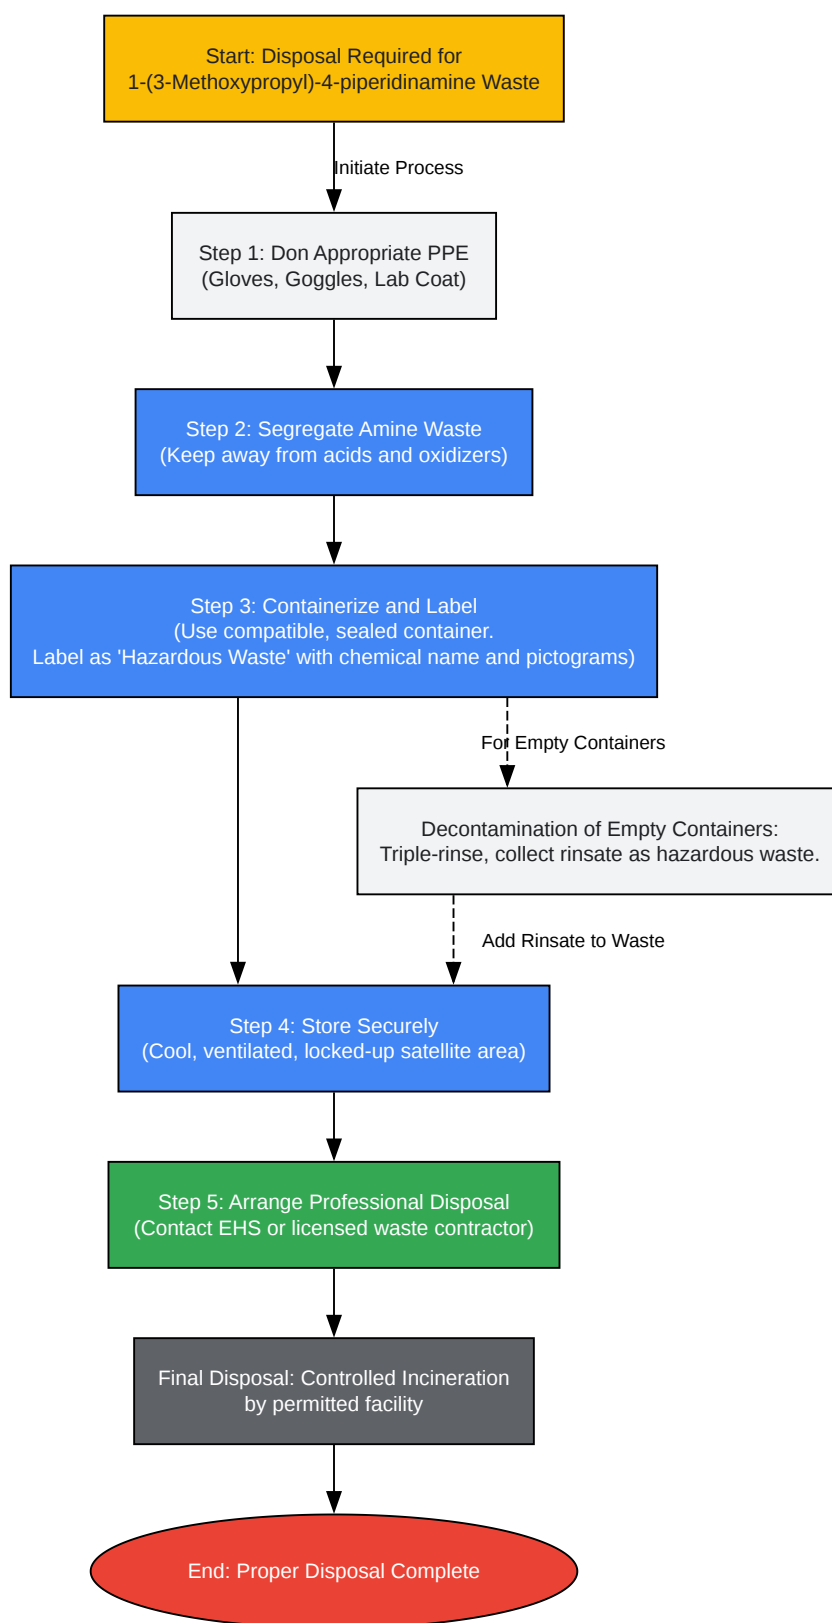 Start: Disposal Required for
1-(3-Methoxypropyl)-4-piperidinamine Waste
Initiate Process
Step 1: Don Appropriate PPE
(Gloves, Goggles, Lab Coat)
Step 2: Segregate Amine Waste
(Keep away from acids and oxidizers)
Step 3: Containerize and Label
(Use compatible, sealed container.
Label as 'Hazardous Waste' with chemical name and pictograms)
For Empty Containers
Decontamination of Empty Containers:
Triple-rinse, collect rinsate as hazardous waste.
Add Rinsate to Waste
Step 4: Store Securely
(Cool, ventilated, locked-up satellite area)
Step 5: Arrange Professional Disposal
(Contact EHS or licensed waste contractor)
Final Disposal: Controlled Incineration
by permitted facility
End: Proper Disposal Complete